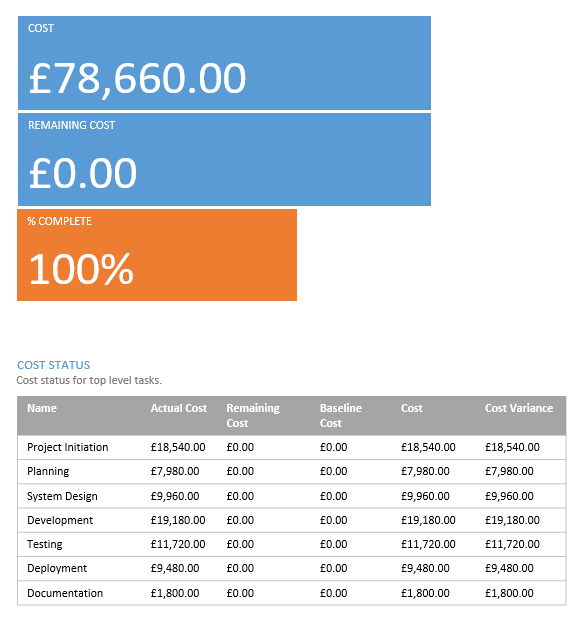 COST
£78,660.00
REMAINING COST
£0.00
% COMPLETE
100%
COST STATUS
Cost status for top level tasks.
Name Actual Cost Remaining Cost Baseline Cost Cost Cost Variance
Project Initiation £18,540.00 £0.00 £0.00 £18,540.00 £18,540.00
Planning £7,980.00 £0.00 £0.00 £7,980.00 £7,980.00
System Design £9,960.00 £0.00 £0.00 £9,960.00 £9,960.00
Development £19,180.00 £0.00 £0.00 £19,180.00 £19,180.00
Testing £11,720.00 £0.00 £0.00 £11,720.00 £11,720.00
Deployment £9,480.00 £0.00 £0.00 £9,480.00 £9,480.00
Documentation £1,800.00 £0.00 £0.00 £1,800.00 £1,800.00